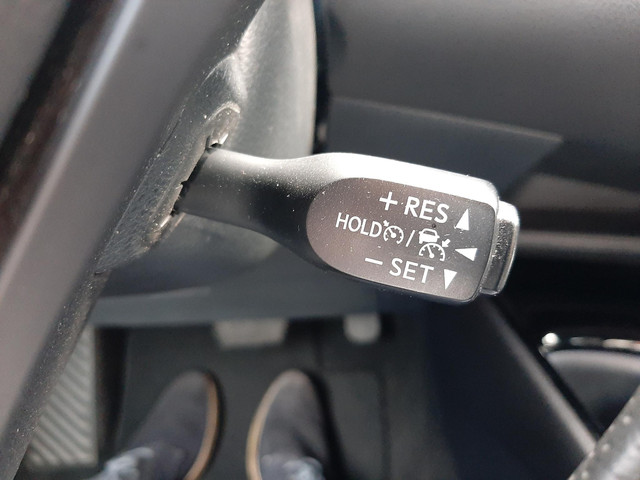 + RES
HOLD /
- SET